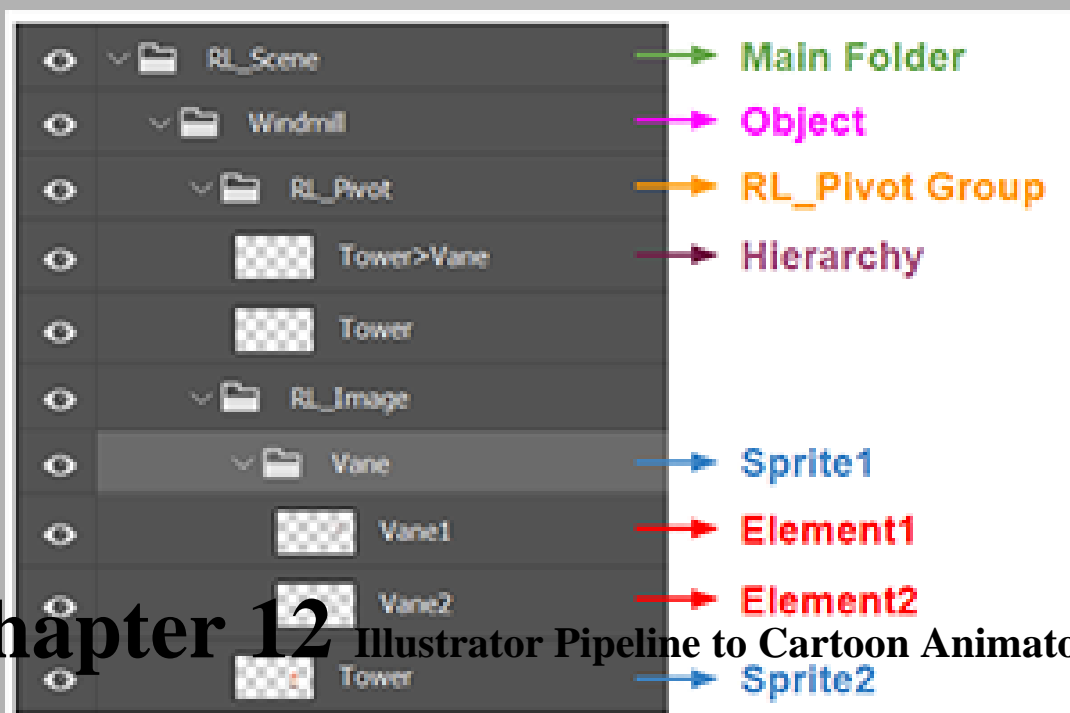 RL_Scene Main Folder
Windmill Object
RL_Pivot RL_Pivot Group
Tower>Vane Hierarchy
Tower
RL_Image
Vane Sprite1
Vane1 Element1
Vane2 Element2
hapter 12 Illustrator Pipeline to Cartoon Animato
Tower Sprite2